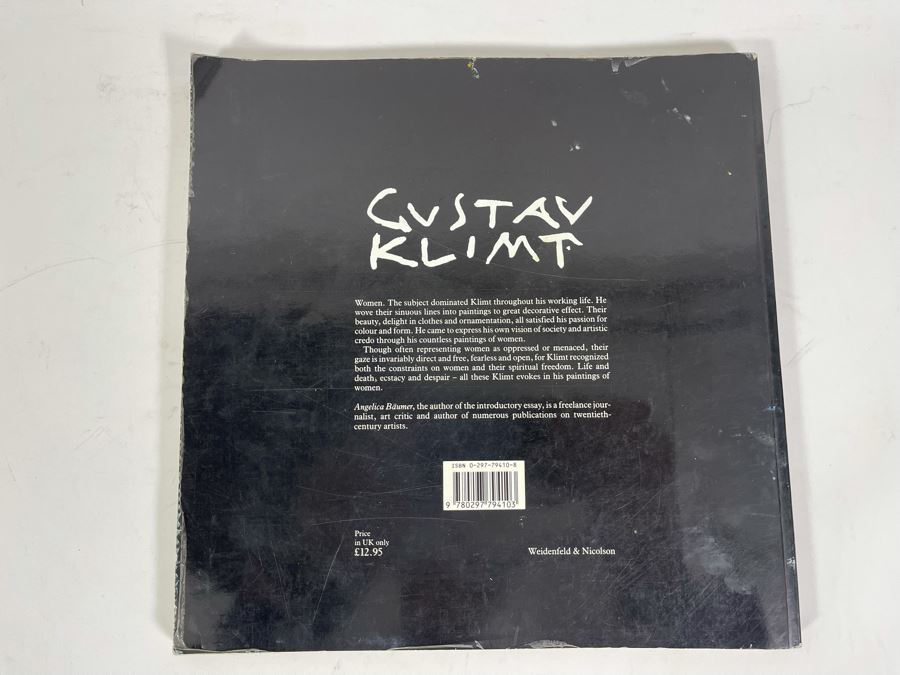 GUSTAV
KLIMT
Women. The subject dominated Klimt throughout his working life. He
wove their sinuous lines into paintings to great decorative effect. Their
beauty, delight in clothes and ornamentation, all satisfied his passion for
colour and form. He came to express his own vision of society and artistic
credo through his countless paintings of women.
Though often representing women as oppressed or menaced, their
gaze is invariably direct and free, fearless and open, for Klimt recognized
both the constraints on women and their spiritual freedom. Life and
death, ecstacy and despair – all these Klimt evokes in his paintings of
women.
Angelica Bäumer, the author of the introductory essay, is a freelance jour-
nalist, art critic and author of numerous publications on twentieth-
century artists.
ISBN 0-297-79410-8
9 780297 794103
Price
in UK only
£12.95
Weidenfeld & Nicolson